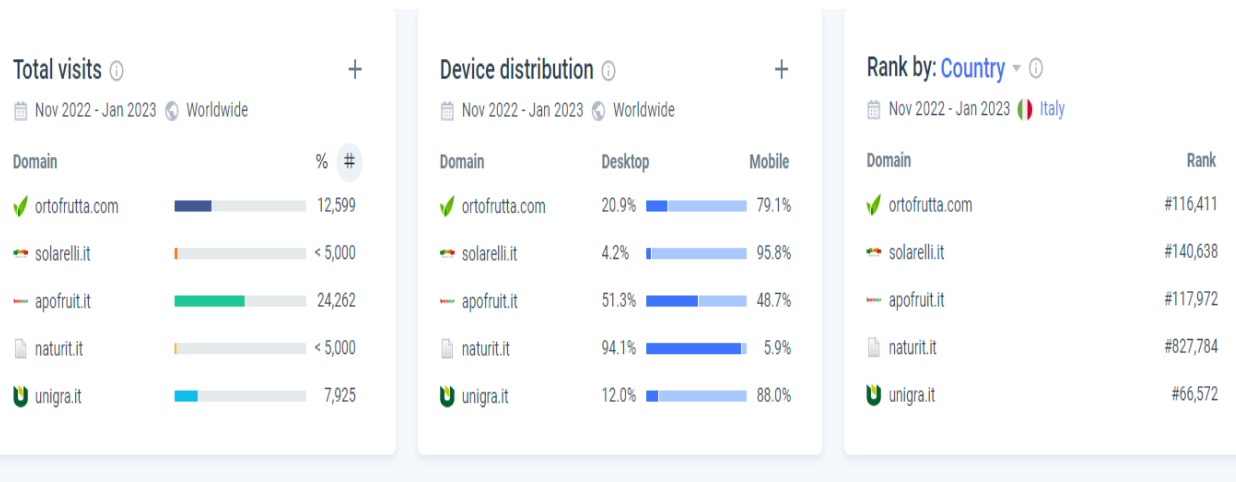 Total visits
Nov 2022 - Jan 2023 Worldwide
Domain % #
ortofrutta.com 12,599
solarelli.it < 5,000
apofruit.it 24,262
naturit.it < 5,000
unigra.it 7,925
Device distribution
Nov 2022 - Jan 2023 Worldwide
Domain Desktop Mobile
ortofrutta.com 20.9% 79.1%
solarelli.it 4.2% 95.8%
apofruit.it 51.3% 48.7%
naturit.it 94.1% 5.9%
unigra.it 12.0% 88.0%
Rank by: Country
Nov 2022 - Jan 2023 Italy
Domain Rank
ortofrutta.com #116,411
solarelli.it #140,638
apofruit.it #117,972
naturit.it #827,784
unigra.it #66,572